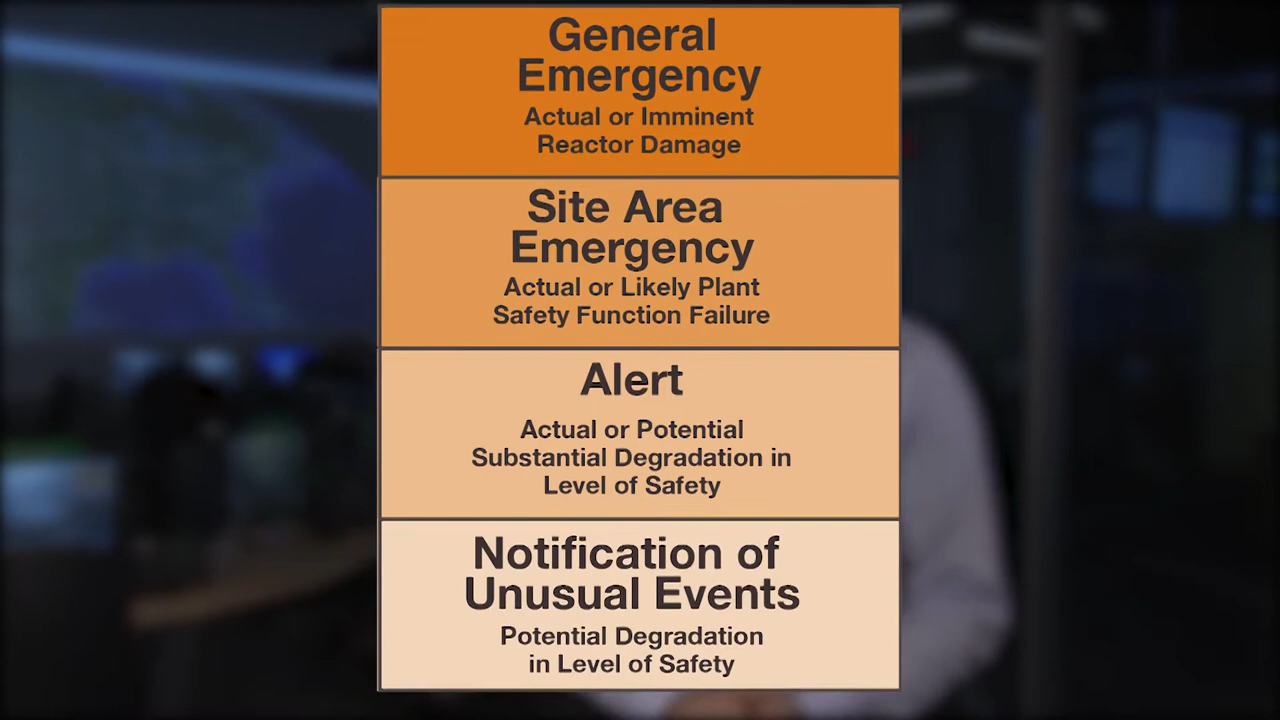 General
Emergency
Actual or Imminent
Reactor Damage
Site Area
Emergency
Actual or Likely Plant
Safety Function Failure
Alert
Actual or Potential
Substantial Degradation in
Level of Safety
Notification of
Unusual Events
Potential Degradation
in Level of Safety